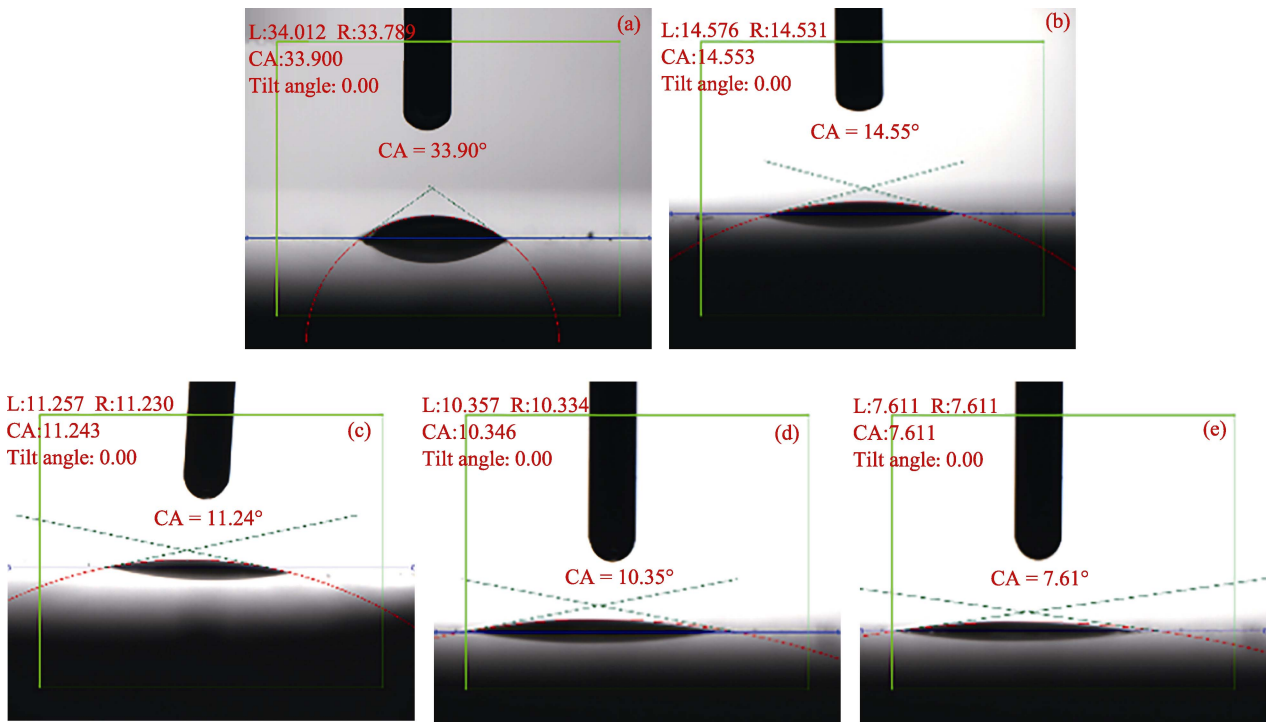 L:34.012 R:33.789
(a)
CA:33.900
Tilt angle: 0.00
CA = 33.90°
L:14.576 R:14.531
(b)
CA:14.553
Tilt angle: 0.00
CA = 14.55°
L:11.257 R:11.230
CA:11.243
(c)
Tilt angle: 0.00
CA = 11.24°
L:10.357 R:10.334
CA:10.346
(d)
Tilt angle: 0.00
CA = 10.35°
L:7.611 R:7.611
CA:7.611
(e)
Tilt angle: 0.00
CA = 7.61°